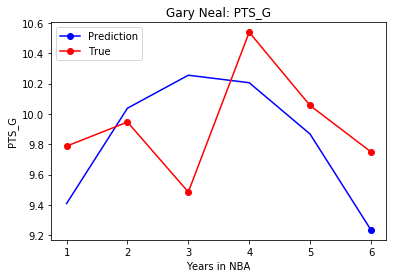 Gary Neal: PTS_G
Prediction
True
PTS_G
10.6
10.4
10.2
10.0
9.8
9.6
9.4
9.2
1 2 3 4 5 6
Years in NBA